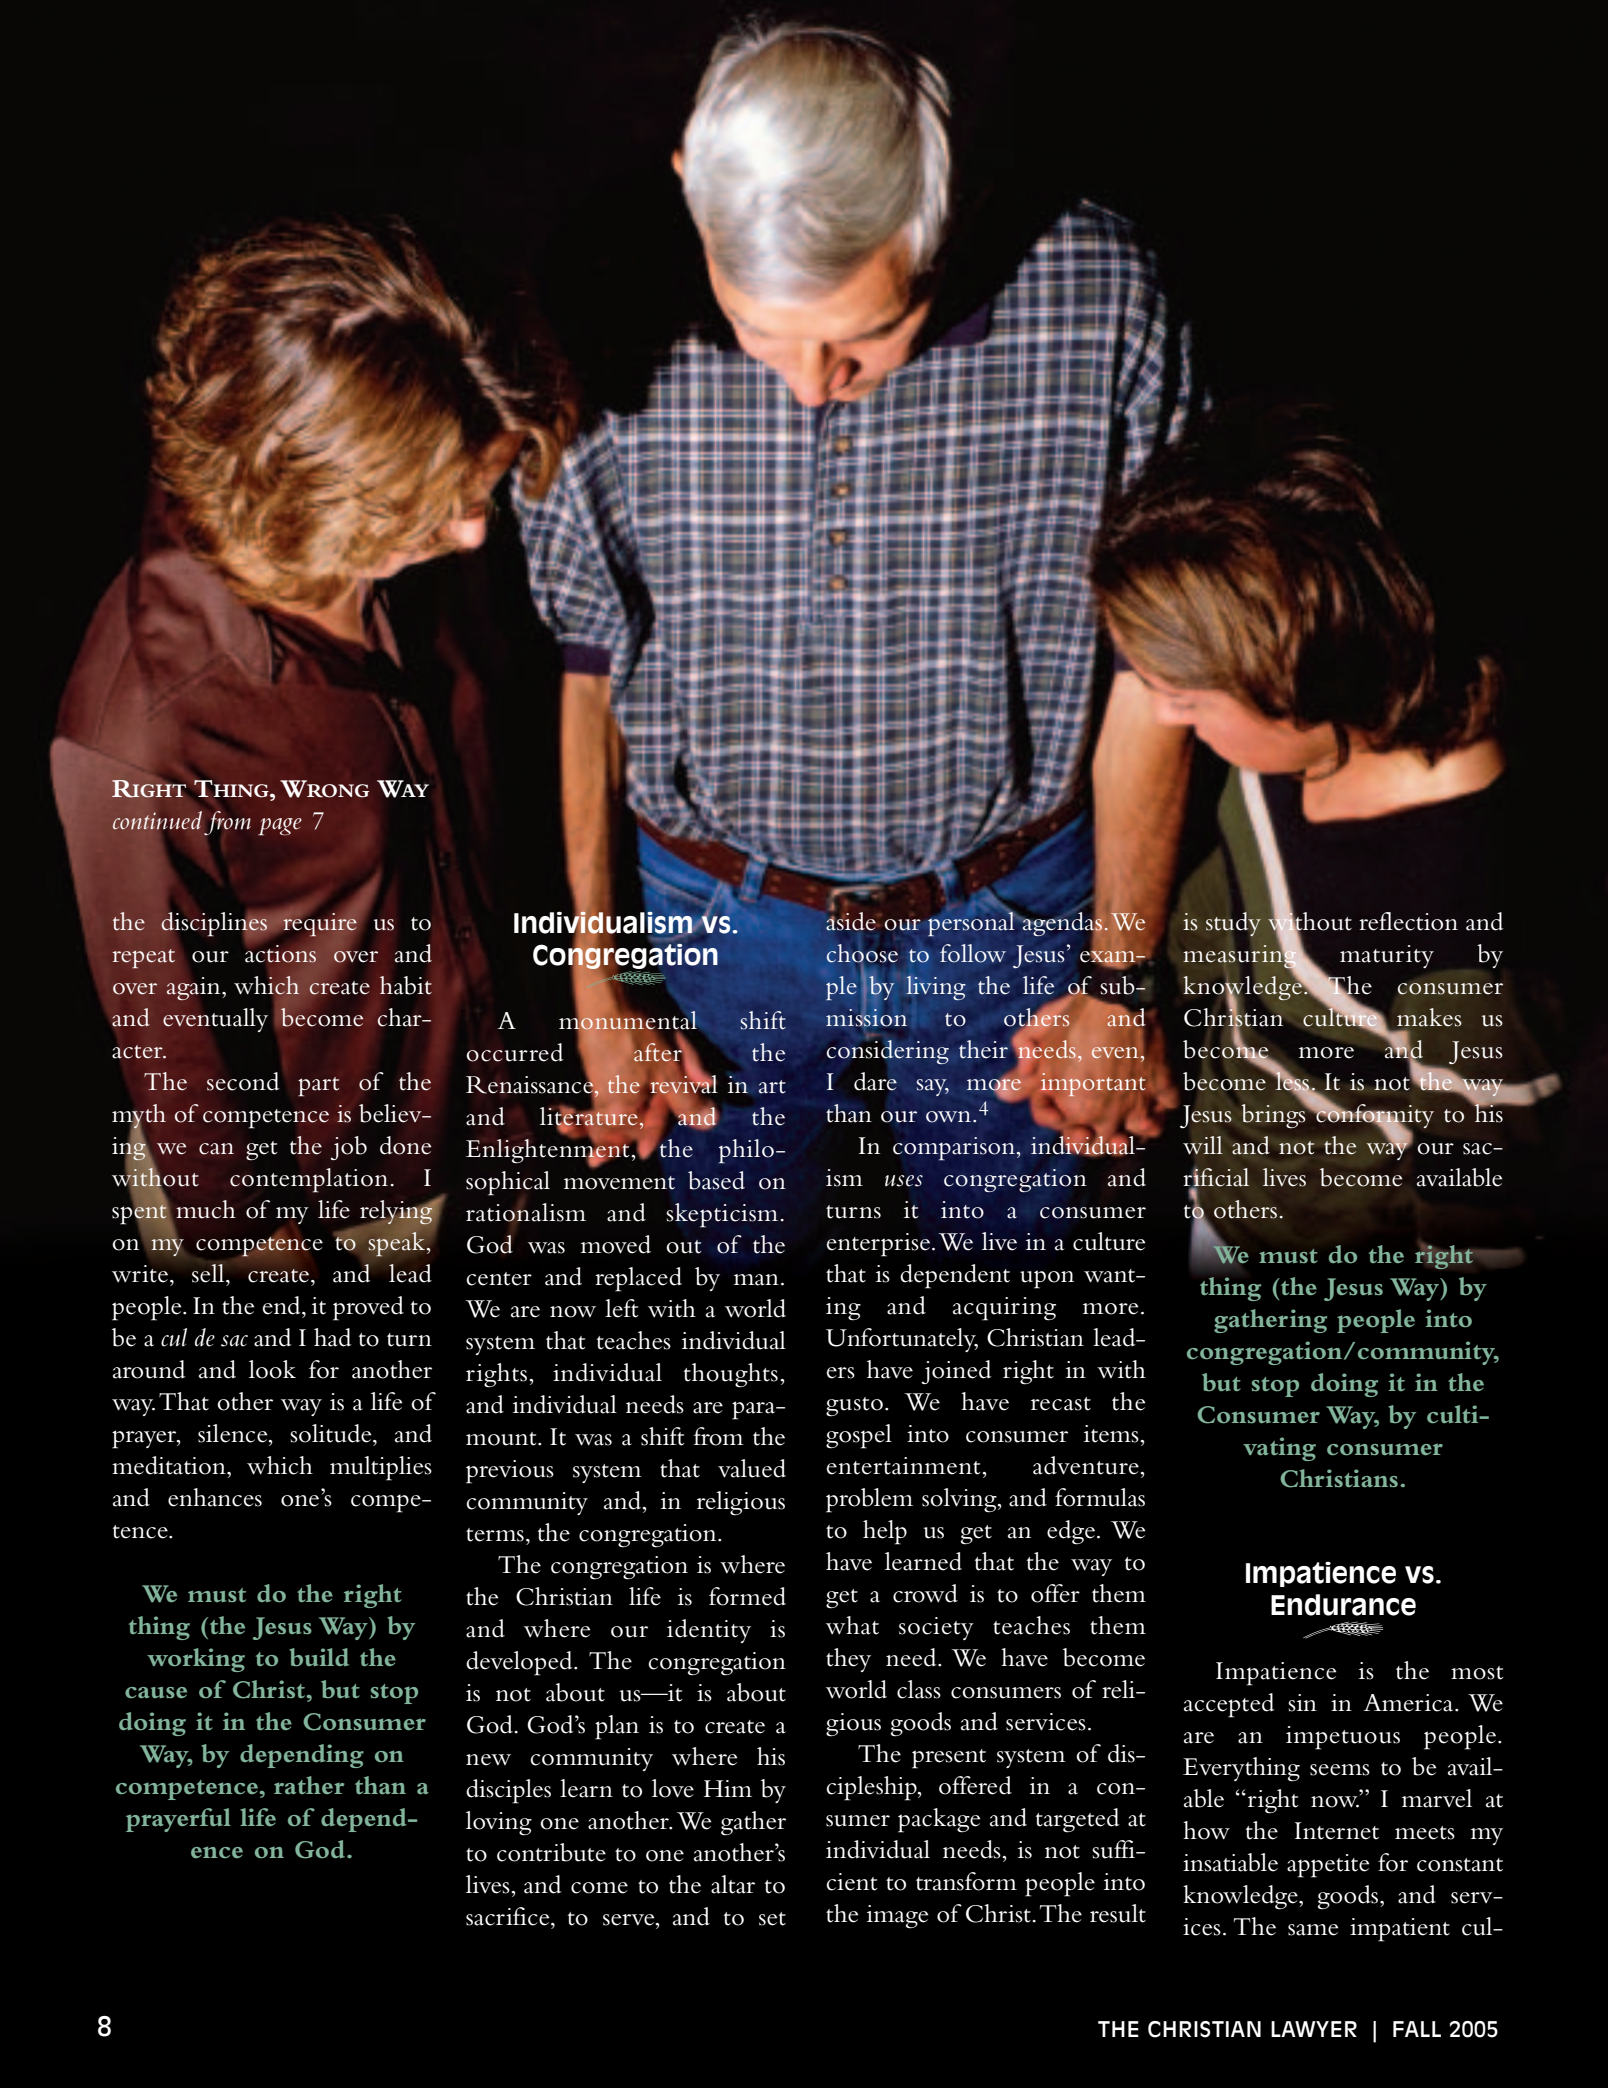 RIGHT THING, WRONG WAY
continued from page 7
the disciplines require us to
repeat our actions over and
over again, which create habit
and eventually become char-
acter.
The second part of the
myth of competence is believ-
ing we can get the job done
without contemplation. I
spent much of my life relying
on my competence to speak,
write, sell, create, and lead
people. In the end, it proved to
be a cul de sac and I had to turn
around and look for another
way. That other way is a life of
prayer, silence, solitude, and
meditation, which multiplies
and enhances one's compe-
tence.
We must do the right
thing (the Jesus Way) by
working to build the
cause of Christ, but stop
doing it in the Consumer
Way, by depending on
competence, rather than a
prayerful life of depend-
ence on God.
Individualism vs.
Congregation
A monumental shift
occurred after the
Renaissance, the revival in art
and literature, and the
Enlightenment, the philo-
sophical movement based on
rationalism and skepticism.
God was moved out of the
center and replaced by man.
We are now left with a world
system that teaches individual
rights, individual thoughts,
and individual needs are para-
mount. It was a shift from the
previous system that valued
community and, in religious
terms, the congregation.
The congregation is where
the Christian life is formed
and where our identity is
developed. The congregation
is not about us—it is about
God. God's plan is to create a
new community where his
disciples learn to love Him by
loving one another. We gather
to contribute to one another's
lives, and come to the altar to
sacrifice, to serve, and to set
aside our personal agendas. We
choose to follow Jesus' exam-
ple by living the life of sub-
mission to others and
considering their needs, even,
I dare say, more important
than our own.4
In comparison, individual-
ism uses congregation and
turns it into a consumer
enterprise. We live in a culture
that is dependent upon want-
ing and acquiring more.
Unfortunately, Christian lead-
ers have joined right in with
gusto. We have recast the
gospel into consumer items,
entertainment, adventure,
problem solving, and formulas
to help us get an edge. We
have learned that the way to
get a crowd is to offer them
what society teaches them
they need. We have become
world class consumers of reli-
gious goods and services.
The present system of dis-
cipleship, offered in a con-
sumer package and targeted at
individual needs, is not suffi-
cient to transform people into
the image of Christ. The result
is study without reflection and
measuring maturity by
knowledge. The consumer
Christian culture makes us
become more and Jesus
become less. It is not the way
Jesus brings conformity to his
will and not the way our sac-
rificial lives become available
to others.
We must do the right
thing (the Jesus Way) by
gathering people into
congregation/community,
but stop doing it in the
Consumer Way, by culti-
vating consumer
Christians.
Impatience vs.
Endurance
Impatience is the most
accepted sin in America. We
are an impetuous people.
Everything seems to be avail-
able “right now.” I marvel at
how the Internet meets my
insatiable appetite for constant
knowledge, goods, and serv-
ices. The same impatient cul-
8
THE CHRISTIAN LAWYER | FALL 2005